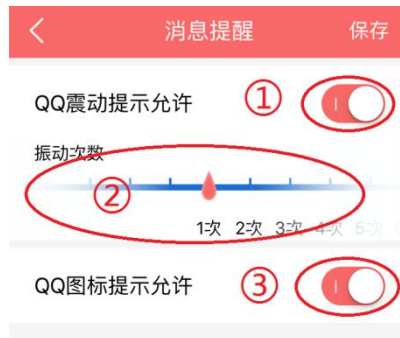 消息提醒 保存
QQ震动提示允许 ①
振动次数
②
1次 2次 3次 4次 5次
QQ图标提示允许 ③